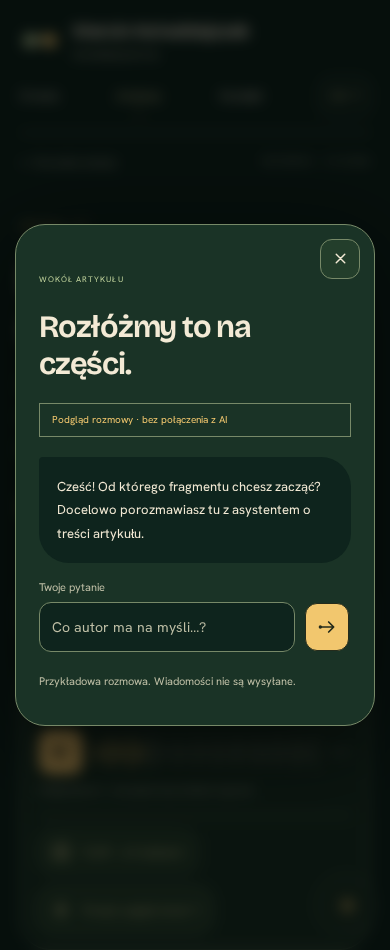 WOKÓŁ ARTYKUŁU
Rozłóżmy to na
części.
Podgląd rozmowy · bez połączenia z AI
Cześć! Od którego fragmentu chcesz zacząć?
Docelowo porozmawiasz tu z asystentem o
treści artykułu.
Twoje pytanie
Co autor ma na myśli...?
Przykładowa rozmowa. Wiadomości nie są wysyłane.